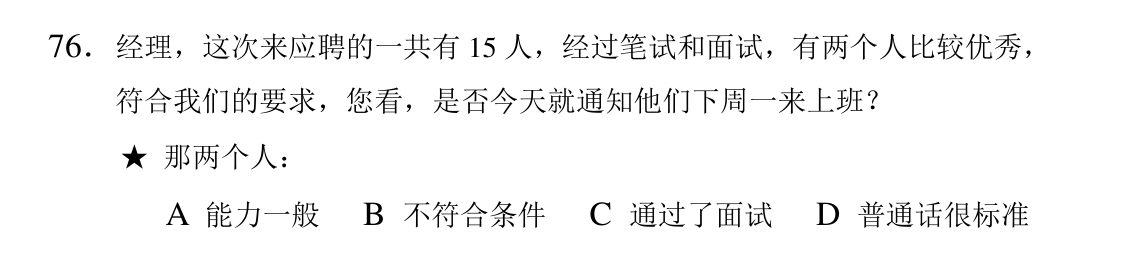 76．经理，这次来应聘的一共有 15 人，经过笔试和面试，有两个人比较优秀，
符合我们的要求，您看，是否今天就通知他们下周一来上班？
★ 那两个人：
A 能力一般 B 不符合条件 C 通过了面试 D 普通话很标准